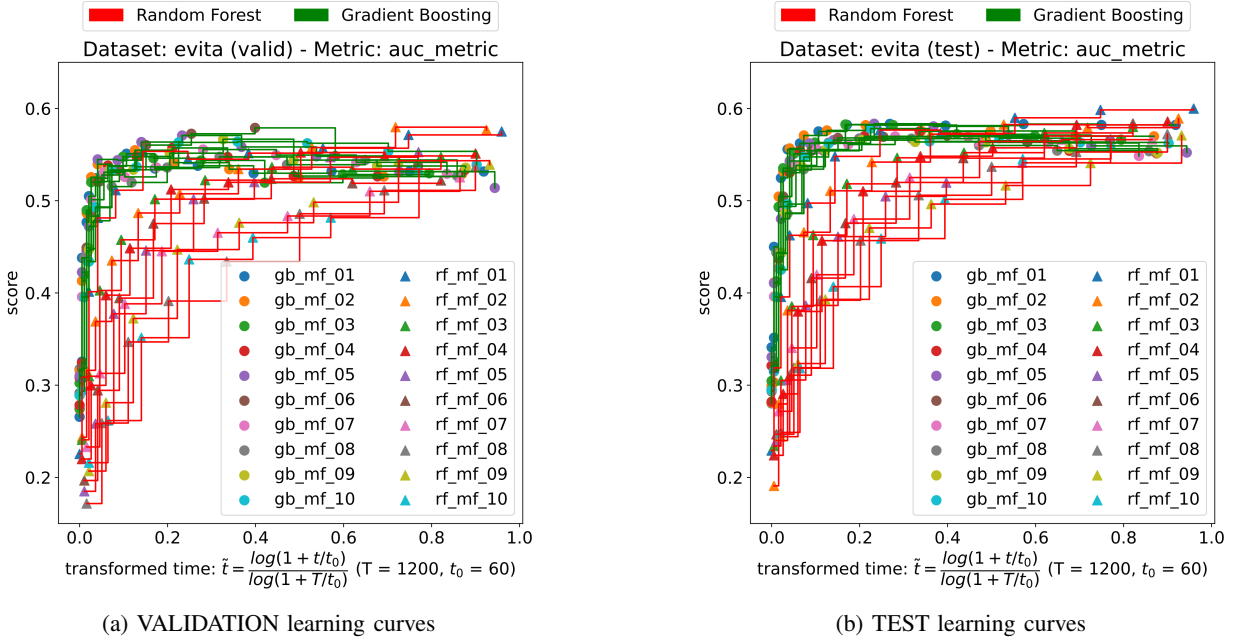 Random Forest Gradient Boosting
Dataset: evita (valid) - Metric: auc_metric
score
0.6
0.5
0.4
0.3
0.2
gb_mf_01 rf_mf_01
gb_mf_02 rf_mf_02
gb_mf_03 rf_mf_03
gb_mf_04 rf_mf_04
gb_mf_05 rf_mf_05
gb_mf_06 rf_mf_06
gb_mf_07 rf_mf_07
gb_mf_08 rf_mf_08
gb_mf_09 rf_mf_09
gb_mf_10 rf_mf_10
0.0 0.2 0.4 0.6 0.8 1.0
transformed time: t̃ = log(1 + t/t₀) / log(1 + T/t₀) (T = 1200, t₀ = 60)
(a) VALIDATION learning curves
Random Forest Gradient Boosting
Dataset: evita (test) - Metric: auc_metric
score
0.6
0.5
0.4
0.3
0.2
gb_mf_01 rf_mf_01
gb_mf_02 rf_mf_02
gb_mf_03 rf_mf_03
gb_mf_04 rf_mf_04
gb_mf_05 rf_mf_05
gb_mf_06 rf_mf_06
gb_mf_07 rf_mf_07
gb_mf_08 rf_mf_08
gb_mf_09 rf_mf_09
gb_mf_10 rf_mf_10
0.0 0.2 0.4 0.6 0.8 1.0
transformed time: t̃ = log(1 + t/t₀) / log(1 + T/t₀) (T = 1200, t₀ = 60)
(b) TEST learning curves